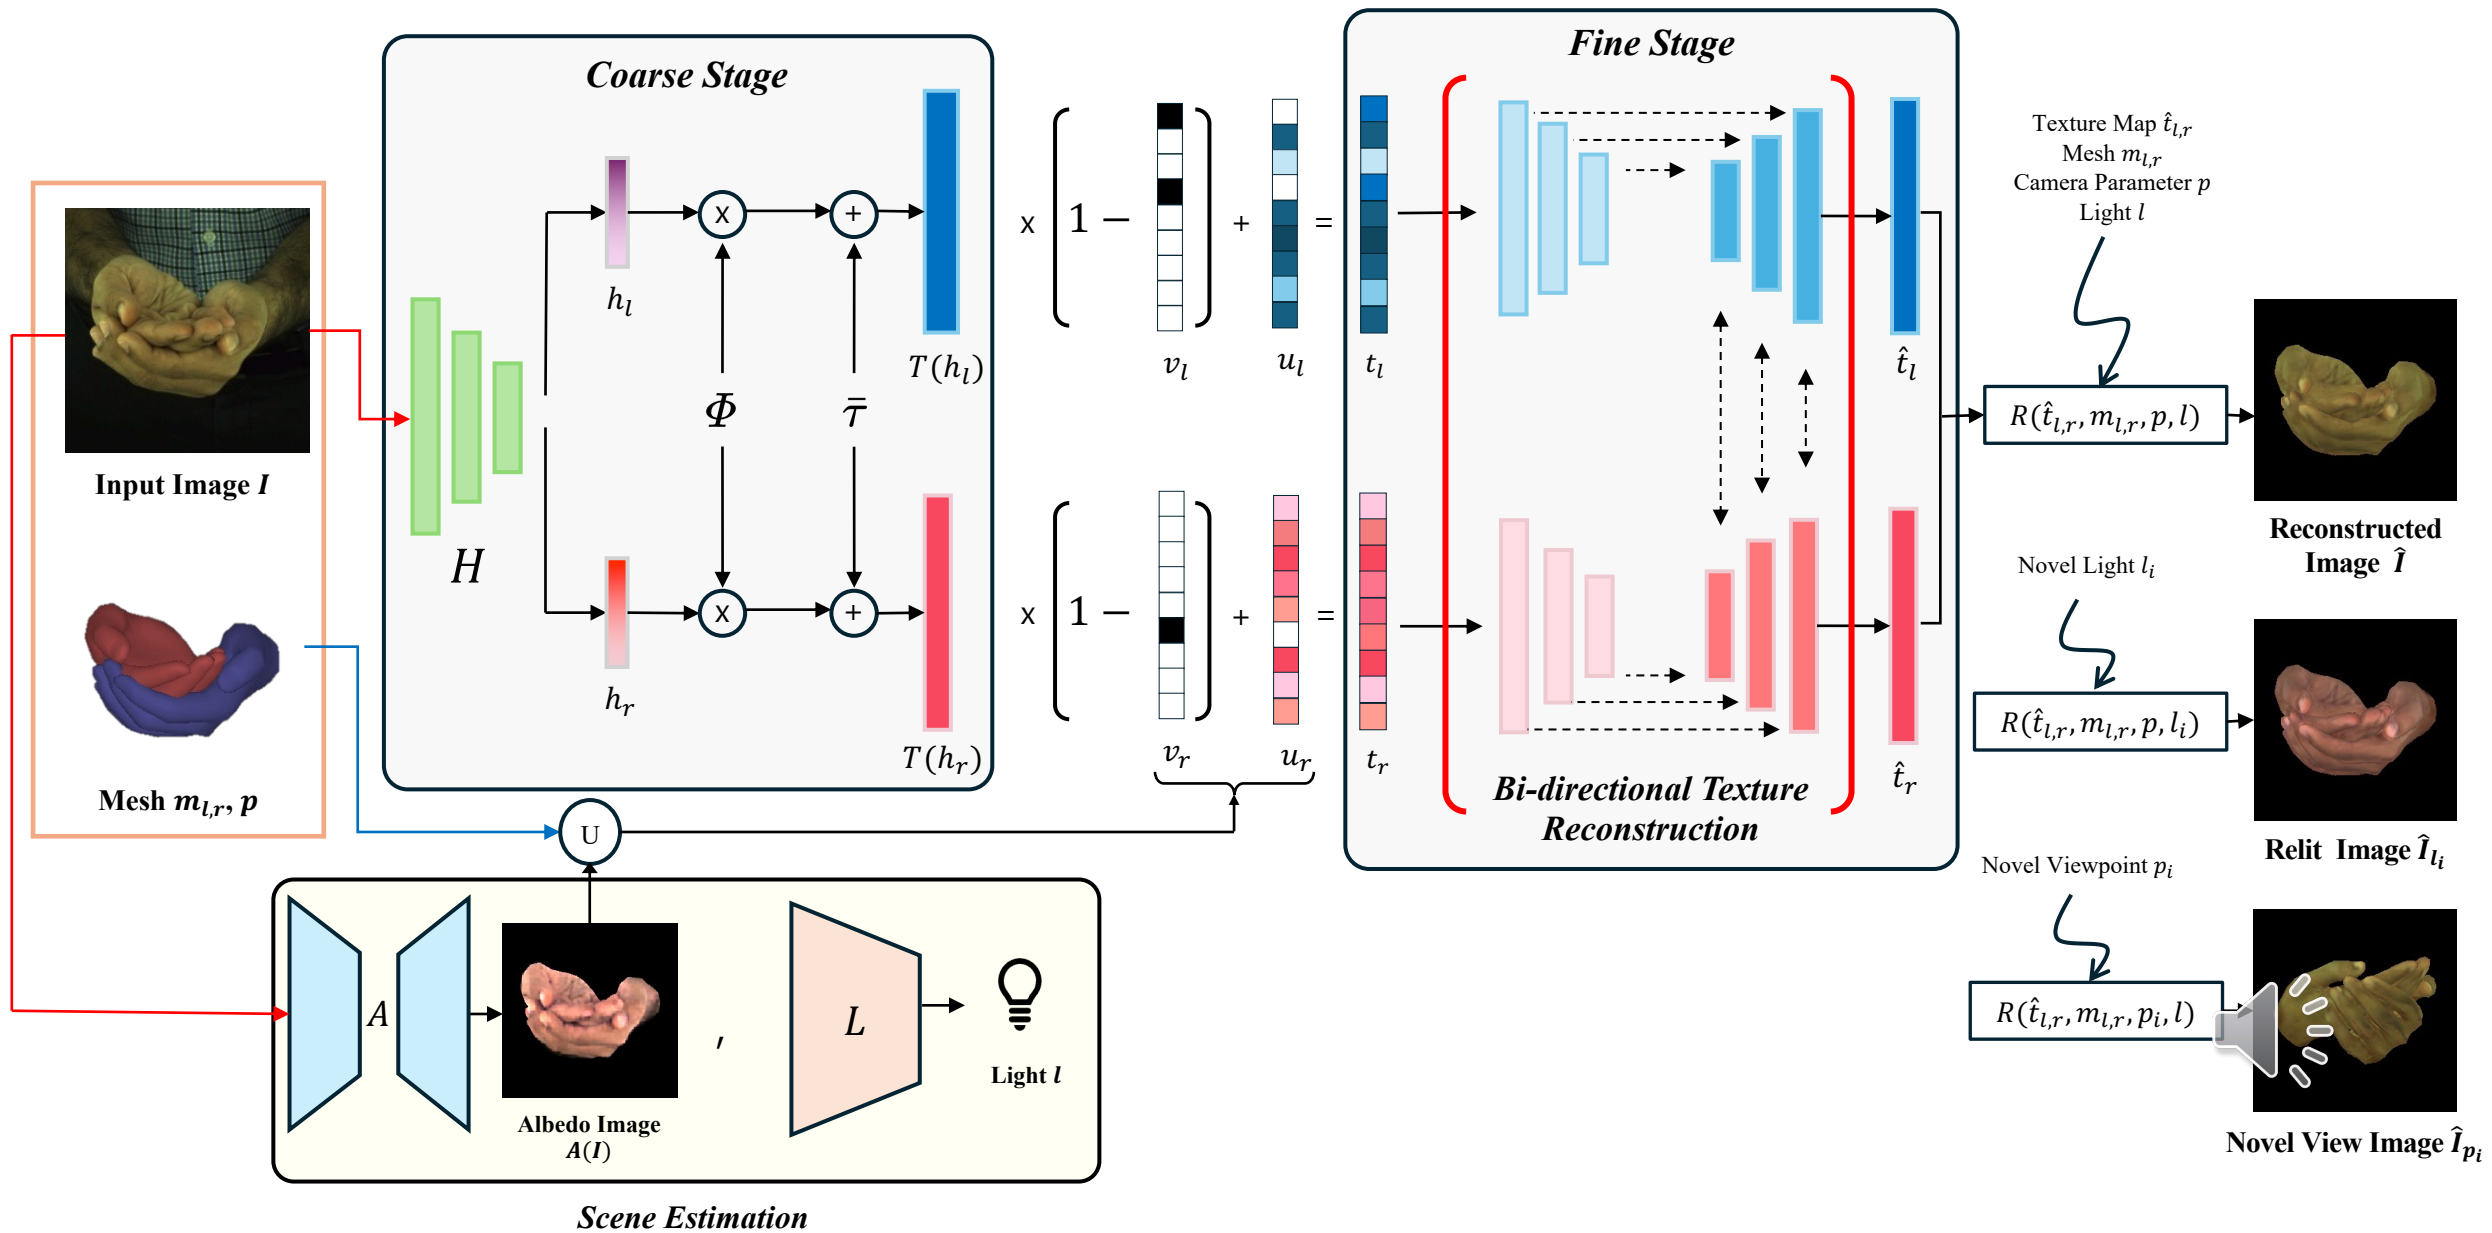 Coarse Stage
Fine Stage
Input Image I
Mesh m_{l,r}, p
H
h_l
h_r
x
+
x
+
Φ
τ̄
T(h_l)
T(h_r)
x ( 1 − v_l ) + u_l = t_l
x ( 1 − v_r ) + u_r = t_r
Bi-directional Texture
Reconstruction
t̂_l
t̂_r
Texture Map t̂_{l,r}
Mesh m_{l,r}
Camera Parameter p
Light l
R(t̂_{l,r}, m_{l,r}, p, l)
Reconstructed
Image Î
Novel Light l_i
R(t̂_{l,r}, m_{l,r}, p, l_i)
Relit Image Î_{l_i}
Novel Viewpoint p_i
R(t̂_{l,r}, m_{l,r}, p_i, l)
Novel View Image Î_{p_i}
U
A
Albedo Image
A(I)
,
L
Light l
Scene Estimation